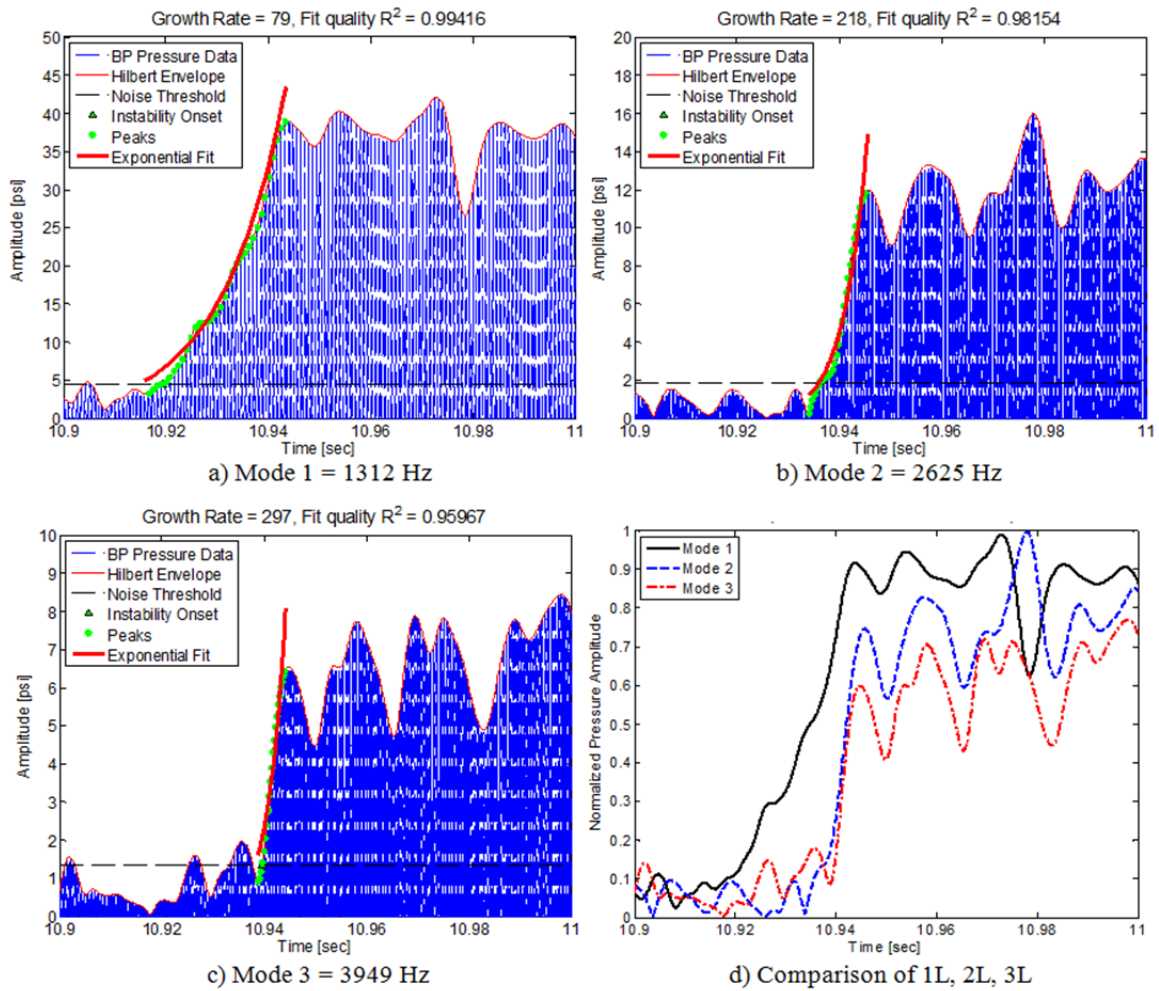 Growth Rate = 79, Fit quality R² = 0.99416
50
45
40
35
30
25
20
15
10
5
0
Amplitude [psi]
BP Pressure Data
Hilbert Envelope
Noise Threshold
Instability Onset
Peaks
Exponential Fit
10.9 10.92 10.94 10.96 10.98 11
Time [sec]
a) Mode 1 = 1312 Hz
Growth Rate = 218, Fit quality R² = 0.98154
20
18
16
14
12
10
8
6
4
2
0
Amplitude [psi]
BP Pressure Data
Hilbert Envelope
Noise Threshold
Instability Onset
Peaks
Exponential Fit
10.9 10.92 10.94 10.96 10.98 11
Time [sec]
b) Mode 2 = 2625 Hz
Growth Rate = 297, Fit quality R² = 0.95967
10
9
8
7
6
5
4
3
2
1
0
Amplitude [psi]
BP Pressure Data
Hilbert Envelope
Noise Threshold
Instability Onset
Peaks
Exponential Fit
10.9 10.92 10.94 10.96 10.98 11
Time [sec]
c) Mode 3 = 3949 Hz
1
0.9
0.8
0.7
0.6
0.5
0.4
0.3
0.2
0.1
0
Normalized Pressure Amplitude
Mode 1
Mode 2
Mode 3
10.9 10.92 10.94 10.96 10.98 11
Time [sec]
d) Comparison of 1L, 2L, 3L